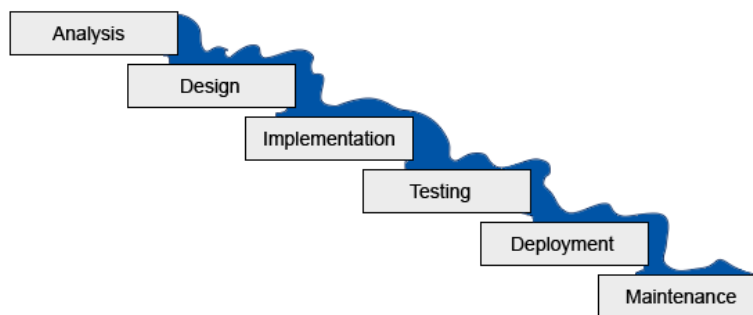 Analysis
Design
Implementation
Testing
Deployment
Maintenance